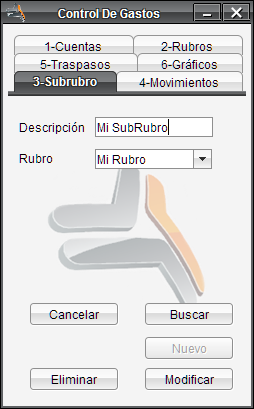 Control De Gastos
1-Cuentas 2-Rubros
5-Traspasos 6-Gráficos
3-Subrubro 4-Movimientos
Descripción Mi SubRubro
Rubro Mi Rubro
Cancelar Buscar
Nuevo
Eliminar Modificar